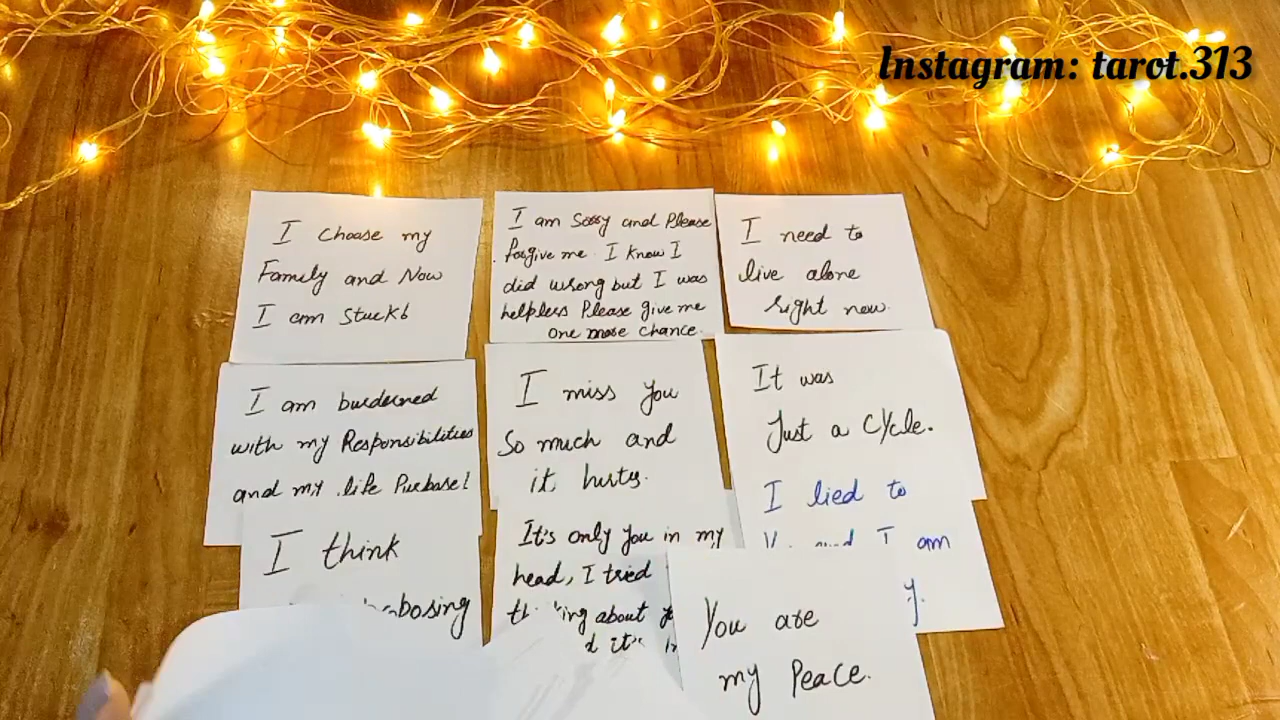 Instagram: tarot.313
I choose my
Family and Now
I am Stuck!
I am Sorry and Please
forgive me. I know I
did wrong but I was
helpless Please give me
one more chance.
I need to
live alone
right now.
I am burdened
with my Responsibilities
and my life Purbase!
I miss you
So much and
it, hurts.
It was
Just a Cycle.
I lied to
I am
y.
I think
It's only you in my
head, I tried
about
You are
my Peace.